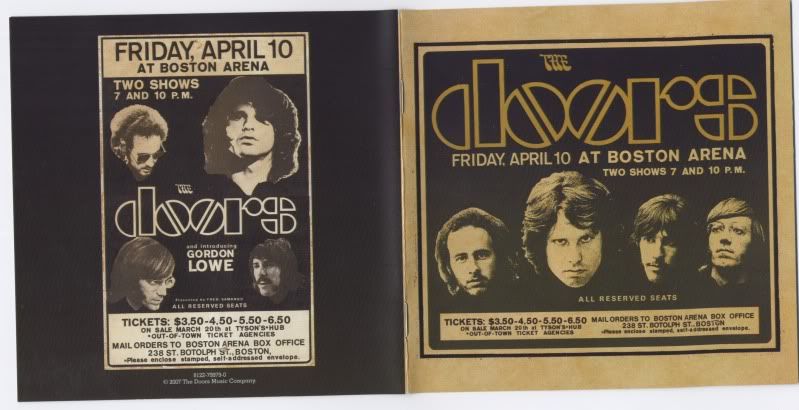 FRIDAY, APRIL 10
AT BOSTON ARENA
TWO SHOWS
7 AND 10 P.M.
THE
doors
and introducing
GORDON
LOWE
ALL RESERVED SEATS
TICKETS: $3.50-4.50-5.50-6.50
ON SALE MARCH 20th at TYSON'S•HUB
*OUT-OF-TOWN TICKET AGENCIES
MAIL ORDERS TO BOSTON ARENA BOX OFFICE
238 ST. BOTOLPH ST., BOSTON,
•Please enclose stamped, self-addressed envelope.
8122-79979-0
© 2007 The Doors Music Company.
THE
doors
FRIDAY, APRIL 10 AT BOSTON ARENA
TWO SHOWS 7 AND 10 P.M.
ALL RESERVED SEATS
TICKETS: $3.50-4.50-5.50-6.50
ON SALE MARCH 20th at TYSON'S•HUB
*OUT-OF-TOWN TICKET AGENCIES
MAIL ORDERS TO BOSTON ARENA BOX OFFICE
238 ST. BOTOLPH ST., BOSTON
•Please enclose stamped, self-addressed envelope.